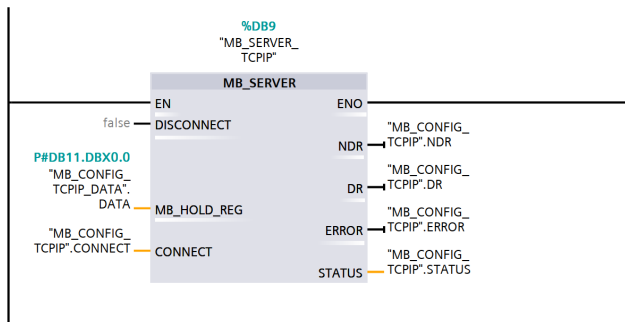 %DB9
"MB_SERVER_
TCPIP"
MB_SERVER
EN
ENO
false
DISCONNECT
NDR
"MB_CONFIG_
TCPIP".NDR
P#DB11.DBX0.0
"MB_CONFIG_
TCPIP_DATA".
DATA
MB_HOLD_REG
DR
"MB_CONFIG_
TCPIP".DR
"MB_CONFIG_
TCPIP".CONNECT
CONNECT
ERROR
"MB_CONFIG_
TCPIP".ERROR
STATUS
"MB_CONFIG_
TCPIP".STATUS